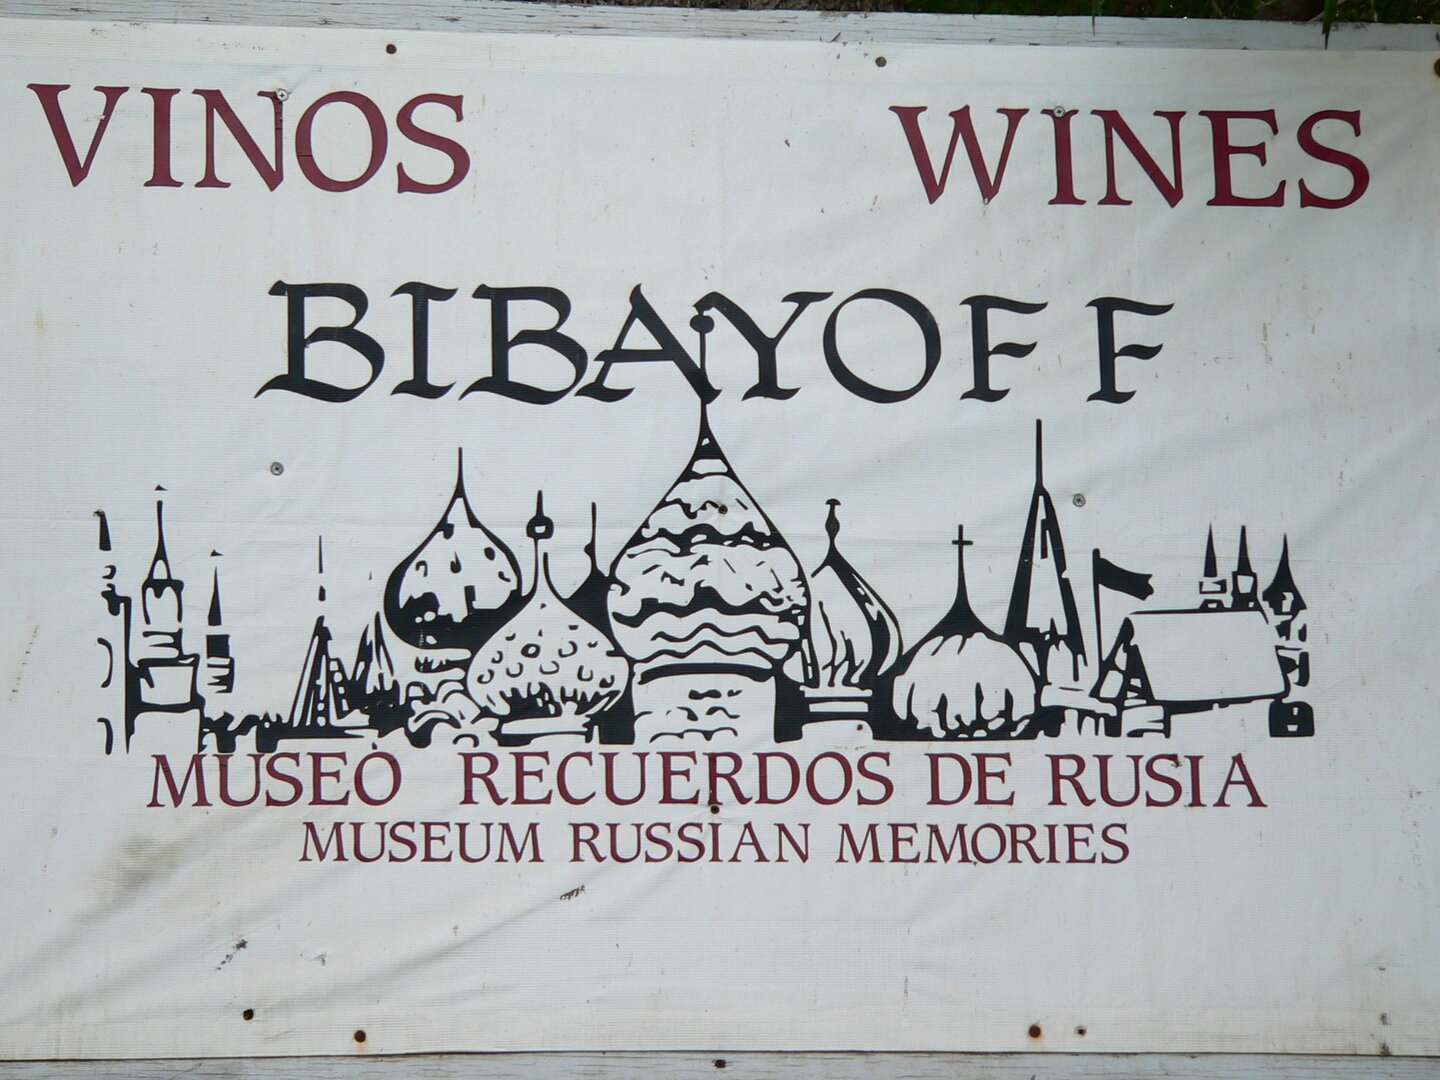 VINOS WINES
BIBAYOFF
MUSEO RECUERDOS DE RUSIA
MUSEUM RUSSIAN MEMORIES